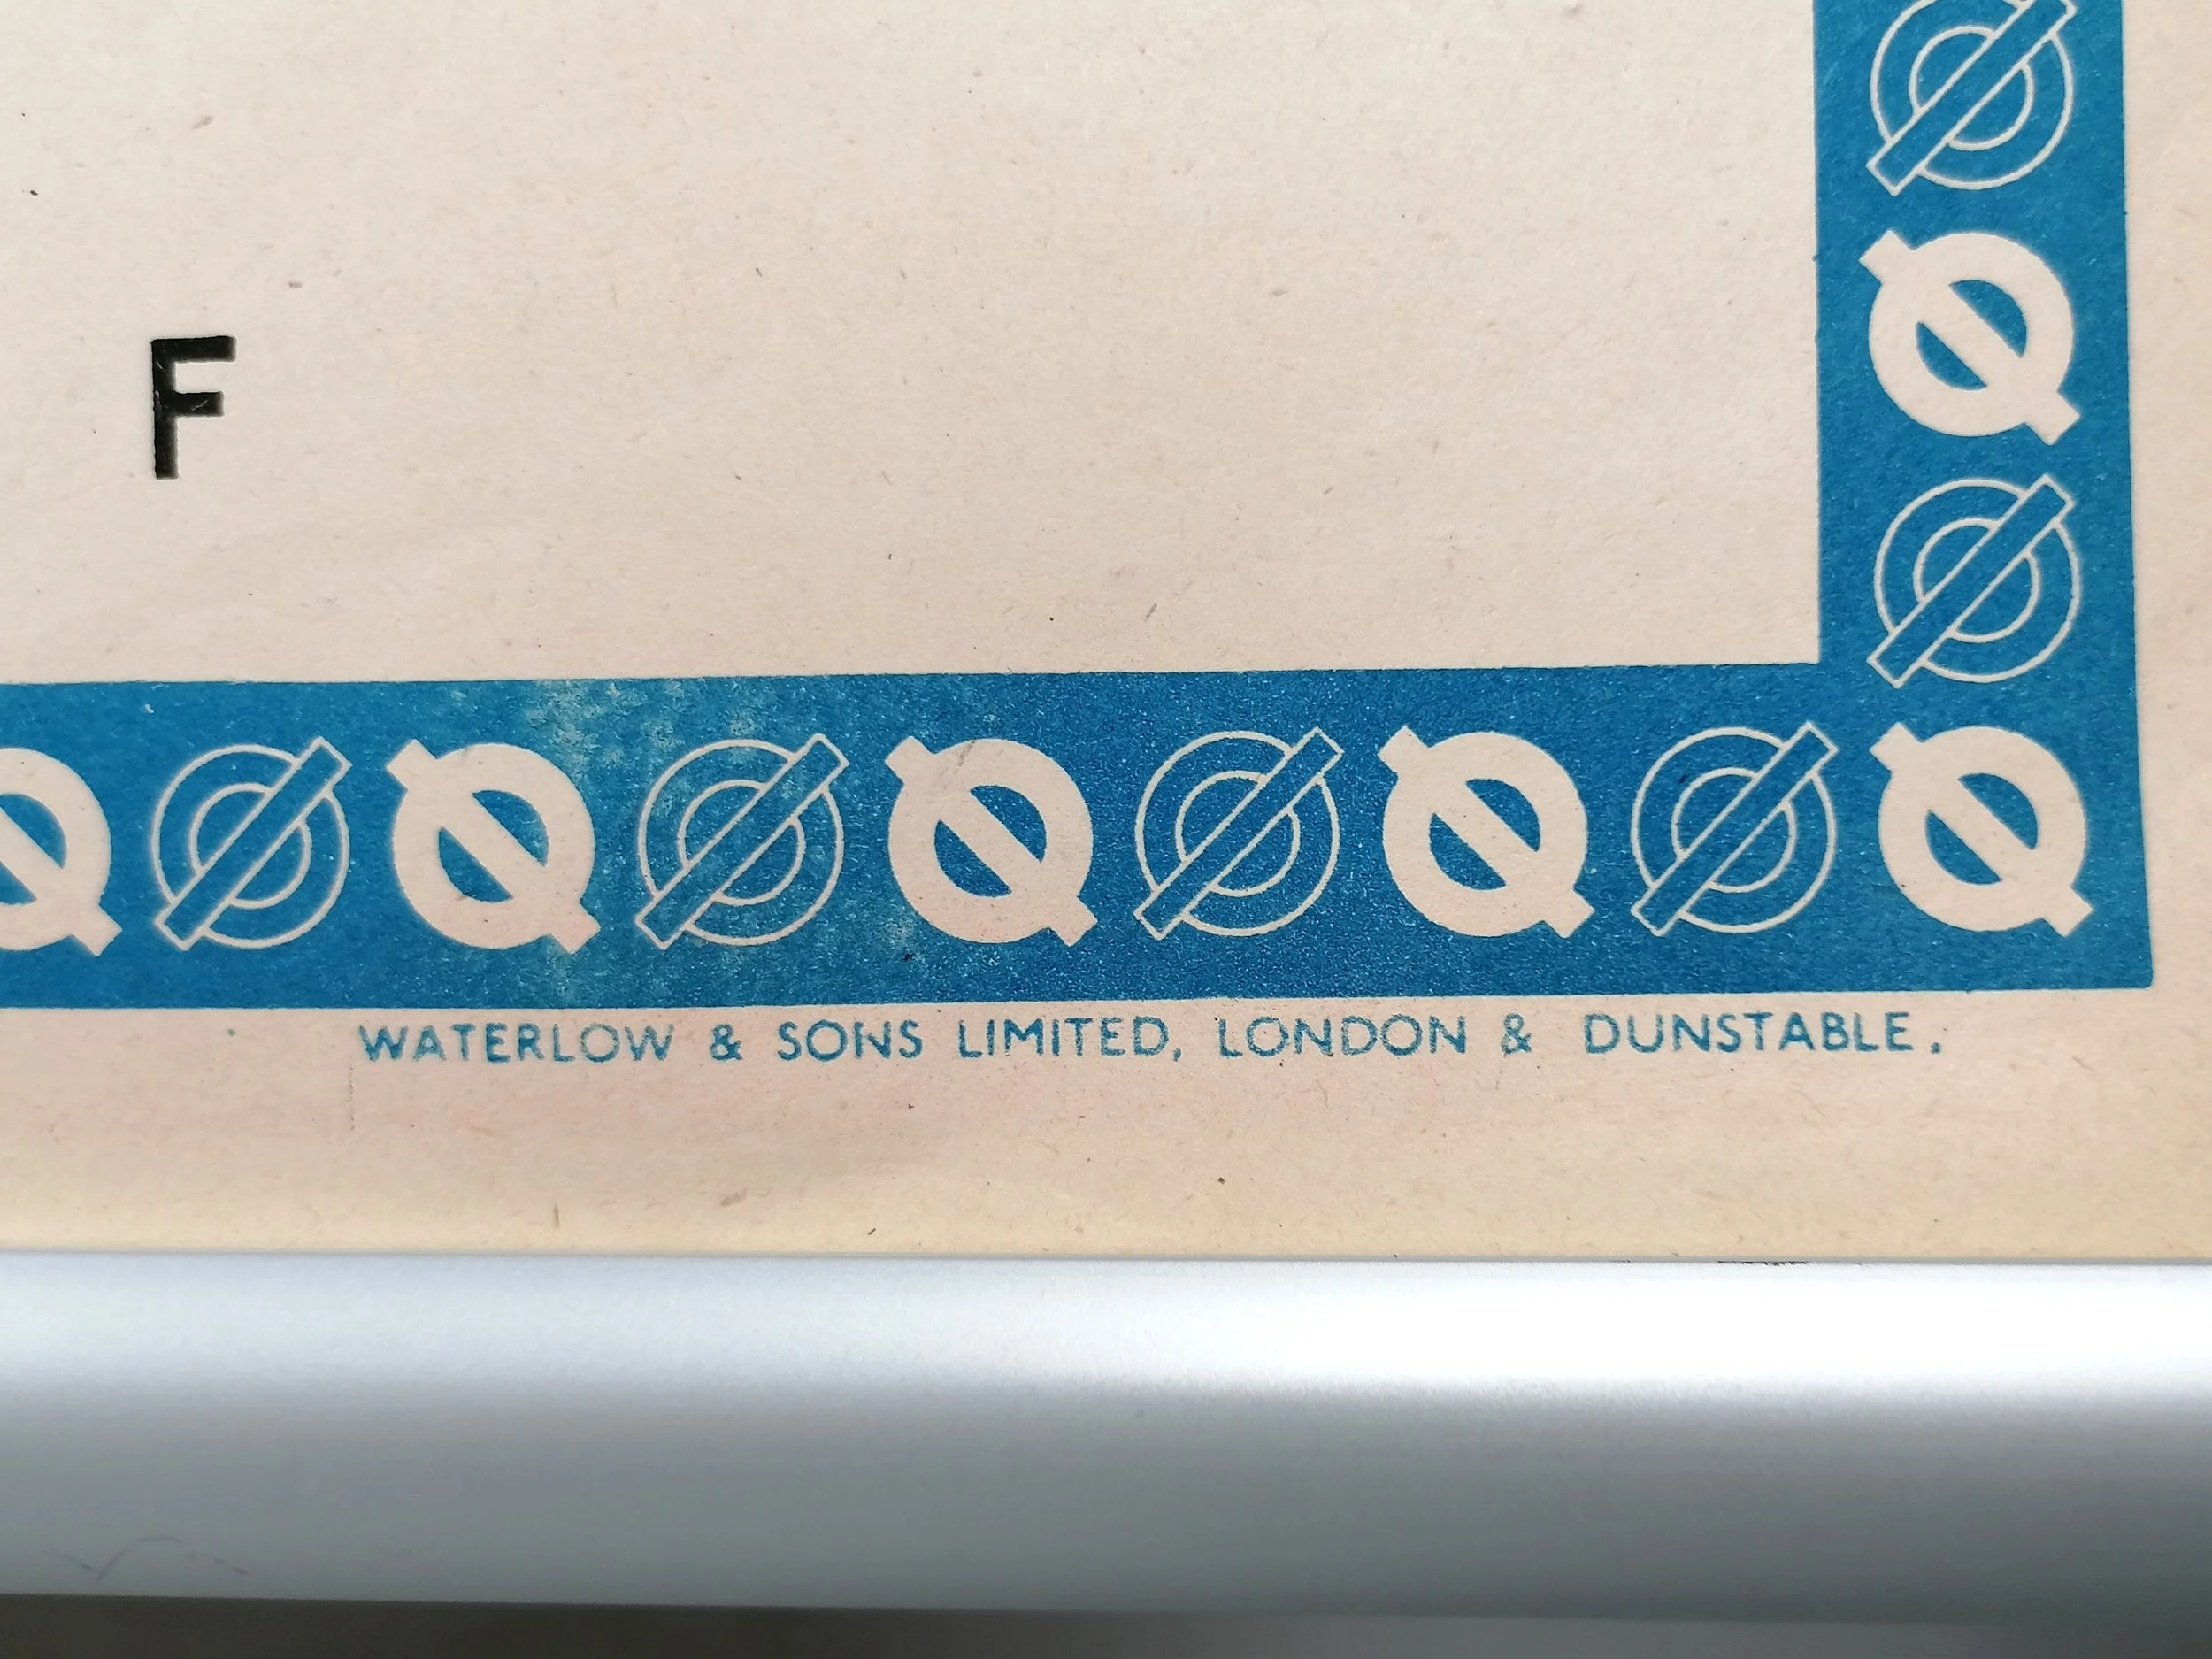 F
WATERLOW & SONS LIMITED, LONDON & DUNSTABLE.